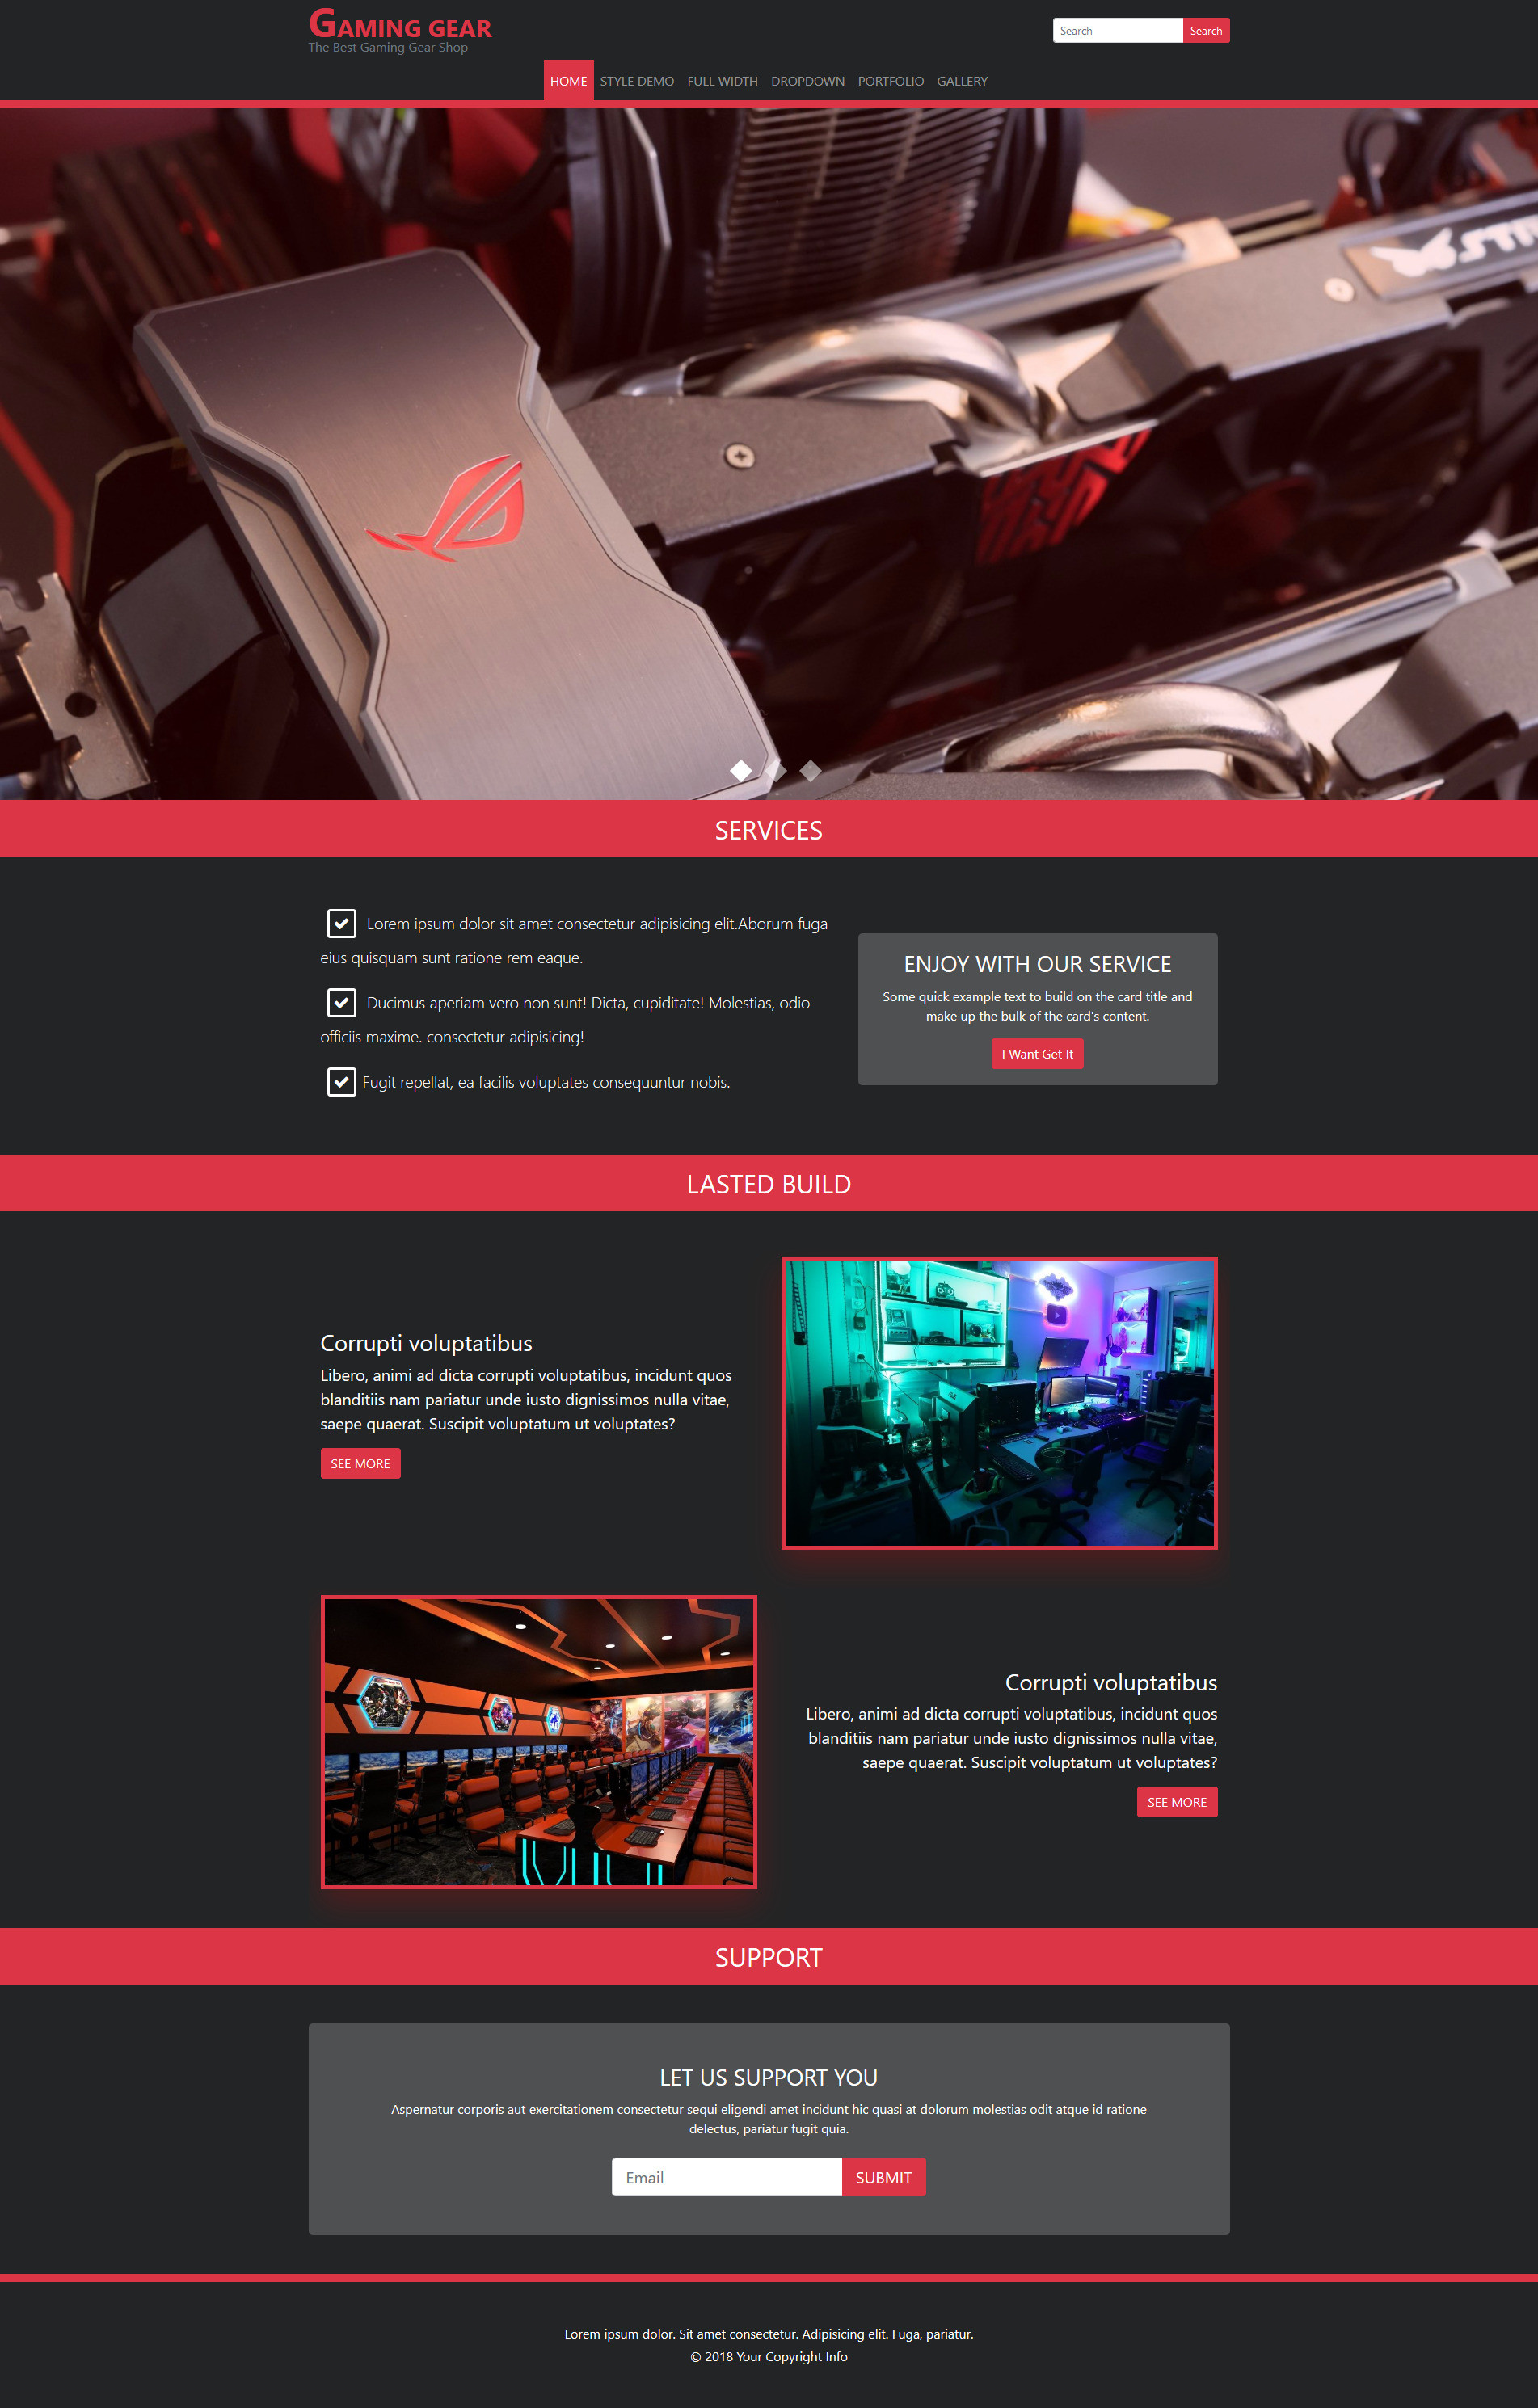 GAMING GEAR
The Best Gaming Gear Shop
Search Search
HOME STYLE DEMO FULL WIDTH DROPDOWN PORTFOLIO GALLERY
SERVICES
Lorem ipsum dolor sit amet consectetur adipisicing elit.Aborum fuga
eius quisquam sunt ratione rem eaque.
Ducimus aperiam vero non sunt! Dicta, cupiditate! Molestias, odio
officiis maxime. consectetur adipisicing!
Fugit repellat, ea facilis voluptates consequuntur nobis.
ENJOY WITH OUR SERVICE
Some quick example text to build on the card title and
make up the bulk of the card's content.
I Want Get It
LASTED BUILD
Corrupti voluptatibus
Libero, animi ad dicta corrupti voluptatibus, incidunt quos
blanditiis nam pariatur unde iusto dignissimos nulla vitae,
saepe quaerat. Suscipit voluptatum ut voluptates?
SEE MORE
Corrupti voluptatibus
Libero, animi ad dicta corrupti voluptatibus, incidunt quos
blanditiis nam pariatur unde iusto dignissimos nulla vitae,
saepe quaerat. Suscipit voluptatum ut voluptates?
SEE MORE
SUPPORT
LET US SUPPORT YOU
Aspernatur corporis aut exercitationem consectetur sequi eligendi amet incidunt hic quasi at dolorum molestias odit atque id ratione
delectus, pariatur fugit quia.
Email SUBMIT
Lorem ipsum dolor. Sit amet consectetur. Adipisicing elit. Fuga, pariatur.
© 2018 Your Copyright Info